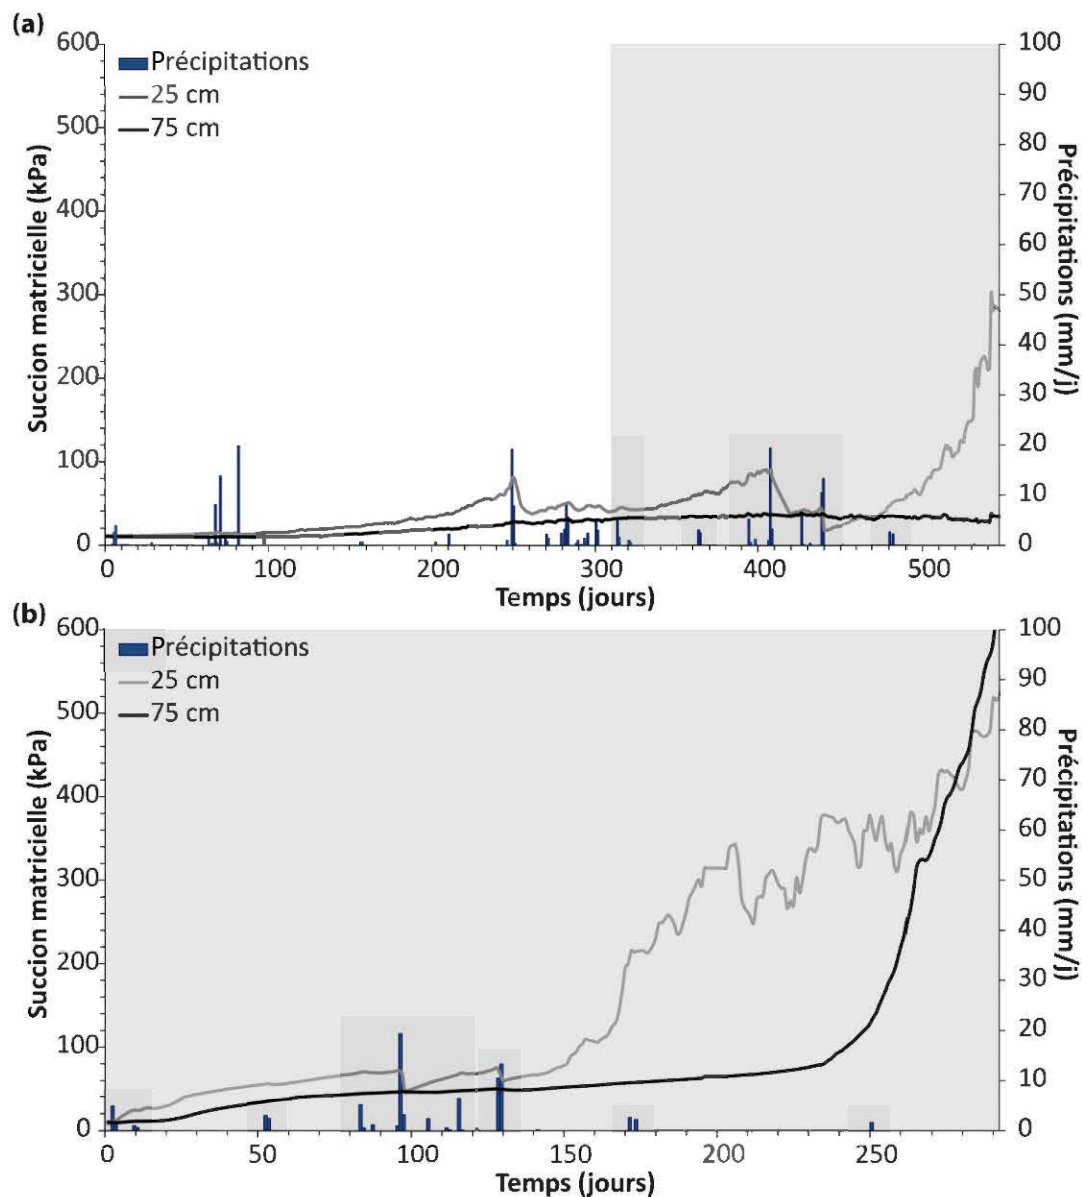 (a)
600
500
400
300
200
100
0
Succion matricielle (kPa)
Précipitations
25 cm
75 cm
100
90
80
70
60
50
40
30
20
10
0
Précipitations (mm/j)
0 100 200 300 400 500
Temps (jours)
(b)
600
500
400
300
200
100
0
Succion matricielle (kPa)
Précipitations
25 cm
75 cm
100
90
80
70
60
50
40
30
20
10
0
Précipitations (mm/j)
0 50 100 150 200 250
Temps (jours)